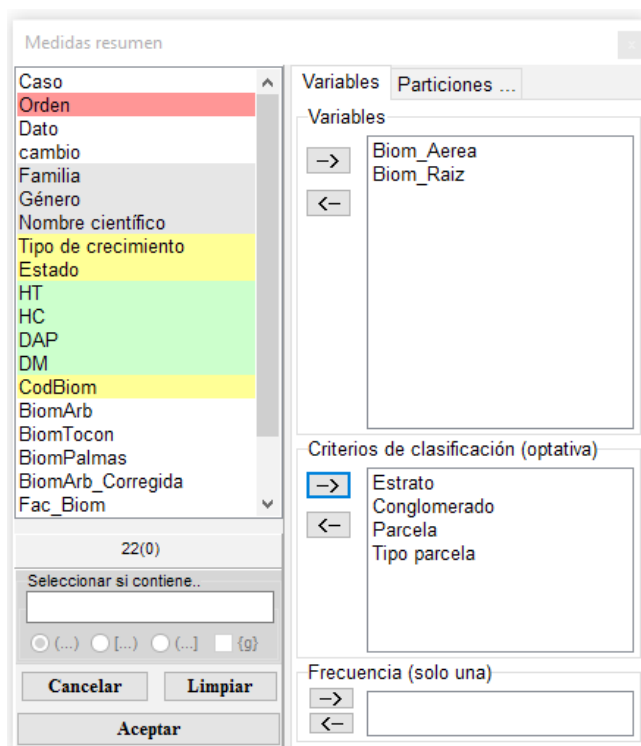 Medidas resumen
x
Caso
Orden
Dato
cambio
Familia
Género
Nombre científico
Tipo de crecimiento
Estado
HT
HC
DAP
DM
CodBiom
BiomArb
BiomTocon
BiomPalmas
BiomArb_Corregida
Fac_Biom
22(0)
Seleccionar si contiene..
(...) [...) (...] {g}
Cancelar Limpiar
Aceptar
Variables Particiones ...
Variables
-->
<--
Biom_Aerea
Biom_Raiz
Criterios de clasificación (optativa)
-->
<--
Estrato
Conglomerado
Parcela
Tipo parcela
Frecuencia (solo una)
-->
<--